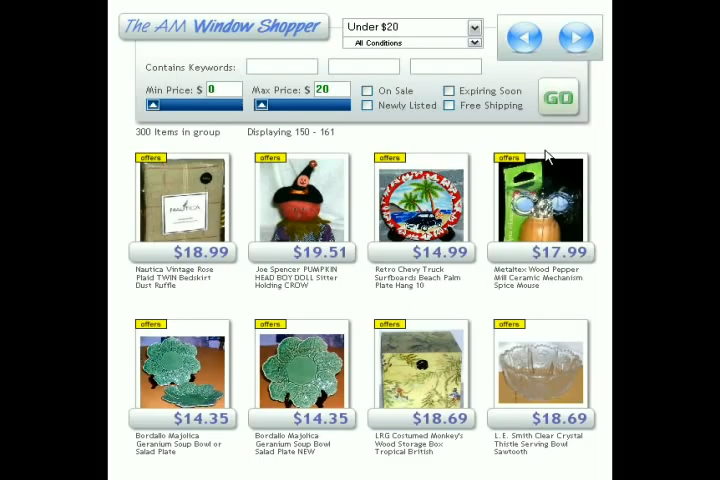 The AM Window Shopper
Under $20
All Conditions
Contains Keywords:
Min Price: $ 0 Max Price: $ 20
On Sale Expiring Soon
Newly Listed Free Shipping
GO
300 Items in group Displaying 150 - 161
offers offers offers offers
NAUTICA
$18.99 $19.51 $14.99 $17.99
Nautica Vintage Rose
Plaid TWIN Bedskirt
Dust Ruffle
Joe Spencer PUMPKIN
HEAD BOY DOLL Sitter
Holding CROW
Retro Chevy Truck
Surfboards Beach Palm
Plate Hang 10
Metaltex Wood Pepper
Mill Ceramic Mechanism
Spice Mouse
offers offers offers offers
$14.35 $14.35 $18.69 $18.69
Bordallo Majolica
Geranium Soup Bowl or
Salad Plate
Bordallo Majolica
Geranium Soup Bowl
Salad Plate NEW
LRG Costumed Monkey's
Wood Storage Box
Tropical British
L.E. Smith Clear Crystal
Thistle Serving Bowl
Sawtooth